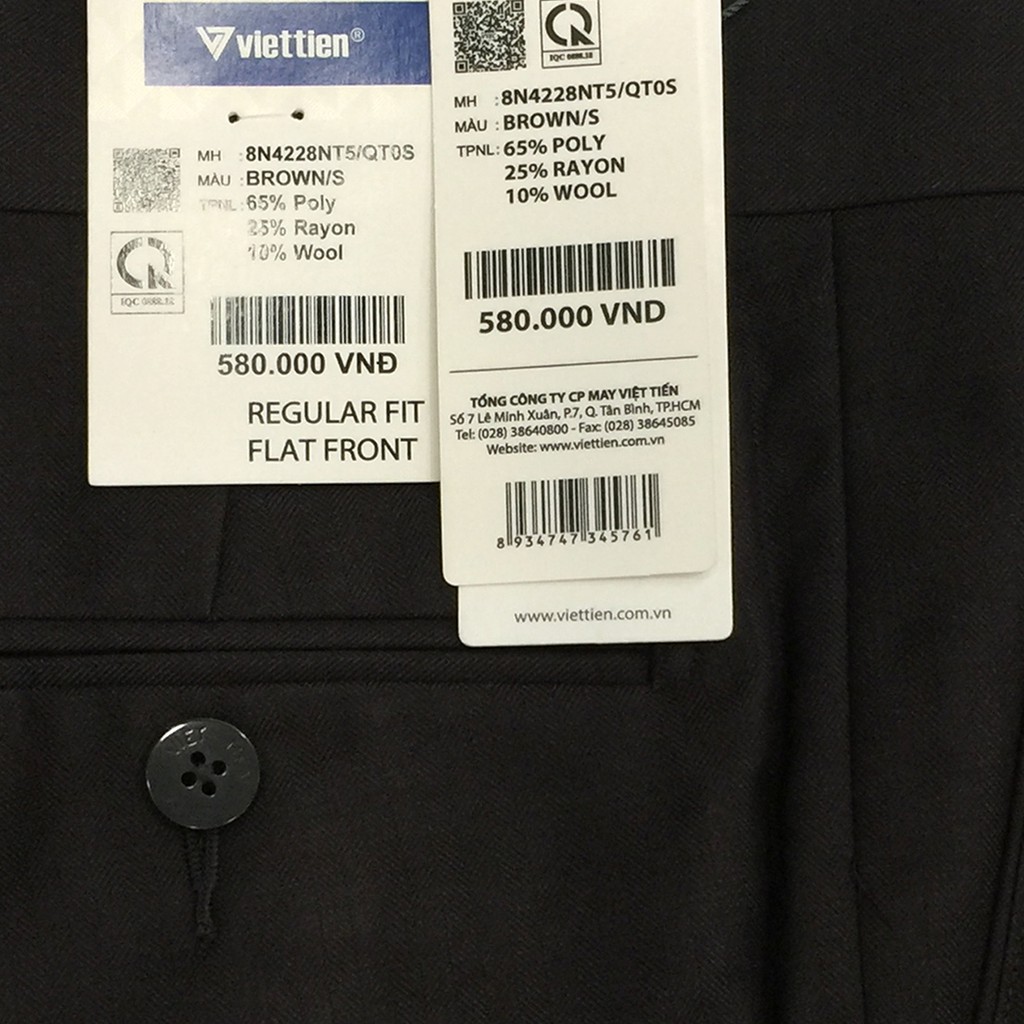 viettien®
MH : 8N4228NT5/QT0S
MÀU : BROWN/S
TPNL: 65% Poly
25% Rayon
10% Wool
IQC 0888.12
580.000 VNĐ
REGULAR FIT
FLAT FRONT
MH : 8N4228NT5/QT0S
MÀU : BROWN/S
TPNL: 65% POLY
25% RAYON
10% WOOL
580.000 VND
TỔNG CÔNG TY CP MAY VIỆT TIẾN
Số 7 Lê Minh Xuân, P.7, Q. Tân Bình, TP.HCM
Tel: (028) 38640800 - Fax: (028) 38645085
Website: www.viettien.com.vn
8 934747 345761
www.viettien.com.vn